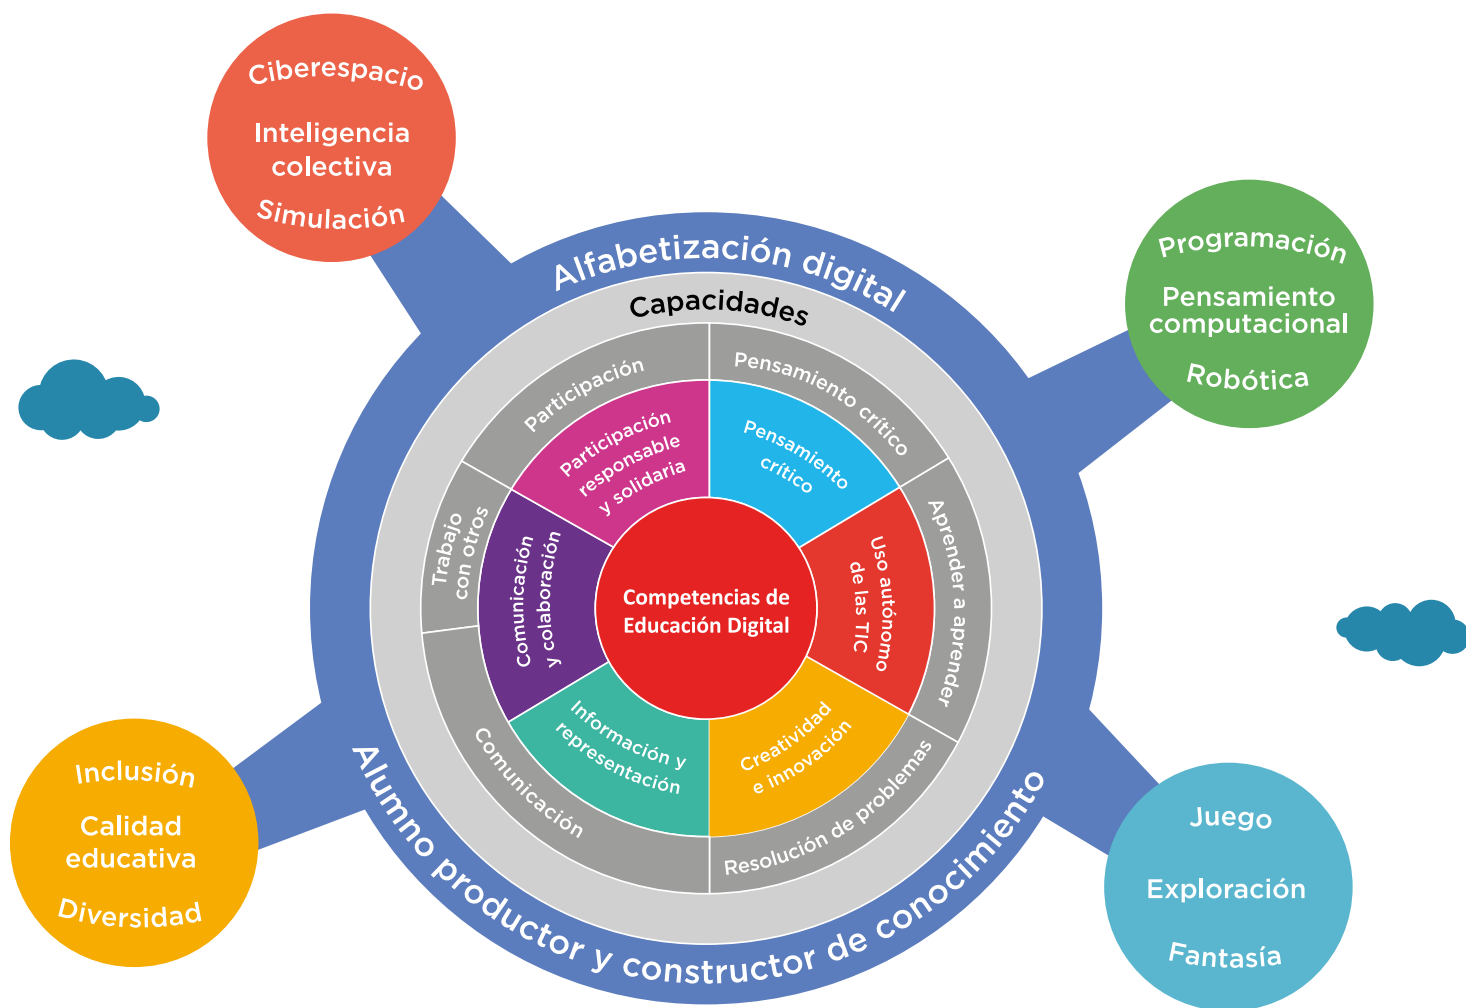 Ciberespacio
Inteligencia
colectiva
Simulación
Programación
Pensamiento
computacional
Robótica
Alfabetización digital
Capacidades
Participación
Pensamiento crítico
Aprender a aprender
Resolución de problemas
Comunicación
Trabajo
con otros
Participación
responsable
y solidaria
Pensamiento
crítico
Uso autónomo
de las TIC
Creatividad
e innovación
Información y
representación
Comunicación
y colaboración
Competencias de
Educación Digital
Alumno productor y constructor de conocimiento
Inclusión
Calidad
educativa
Diversidad
Juego
Exploración
Fantasía